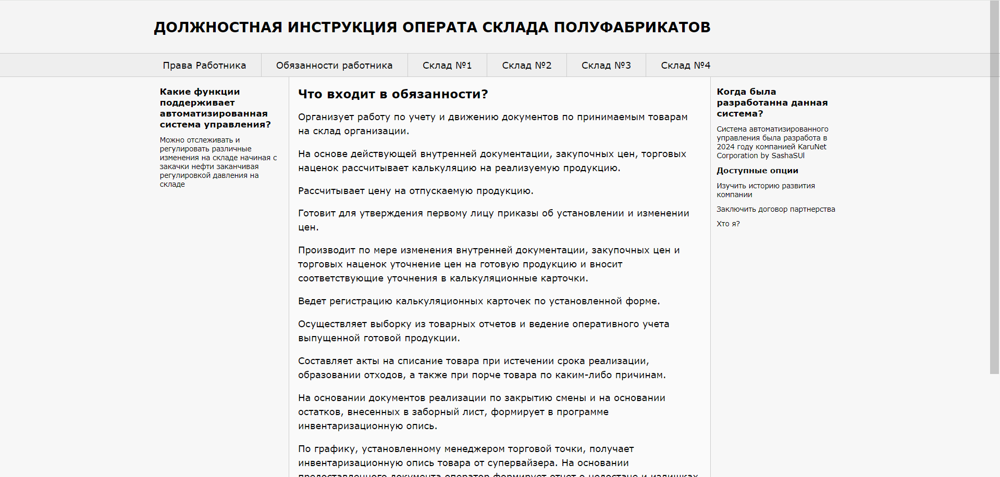 ДОЛЖНОСТНАЯ ИНСТРУКЦИЯ ОПЕРАТА СКЛАДА ПОЛУФАБРИКАТОВ
Права Работника
Обязанности работника
Склад №1
Склад №2
Склад №3
Склад №4
Какие функции
поддерживает
автоматизированная
система управления?
Можно отслеживать и
регулировать различные
изменения на складе начиная с
закачки нефти заканчивая
регулировкой давления на
складе
Что входит в обязанности?
Организует работу по учету и движению документов по принимаемым товарам
на склад организации.
На основе действующей внутренней документации, закупочных цен, торговых
наценок рассчитывает калькуляцию на реализуемую продукцию.
Рассчитывает цену на отпускаемую продукцию.
Готовит для утверждения первому лицу приказы об установлении и изменении
цен.
Производит по мере изменения внутренней документации, закупочных цен и
торговых наценок уточнение цен на готовую продукцию и вносит
соответствующие уточнения в калькуляционные карточки.
Ведет регистрацию калькуляционных карточек по установленной форме.
Осуществляет выборку из товарных отчетов и ведение оперативного учета
выпущенной готовой продукции.
Составляет акты на списание товара при истечении срока реализации,
образовании отходов, а также при порче товара по каким-либо причинам.
На основании документов реализации по закрытию смены и на основании
остатков, внесенных в заборный лист, формирует в программе
инвентаризационную опись.
По графику, установленному менеджером торговой точки, получает
инвентаризационную опись товара от супервайзера. На основании
предоставленного документа оператор формирует отчет о недостаче и излишках
Когда была
разработанна данная
система?
Система автоматизированного
управления была разработа в
2024 году компанией KaruNet
Corporation by SashaSUl
Доступные опции
Изучить историю развития
компании
Заключить договор партнерства
Хто я?